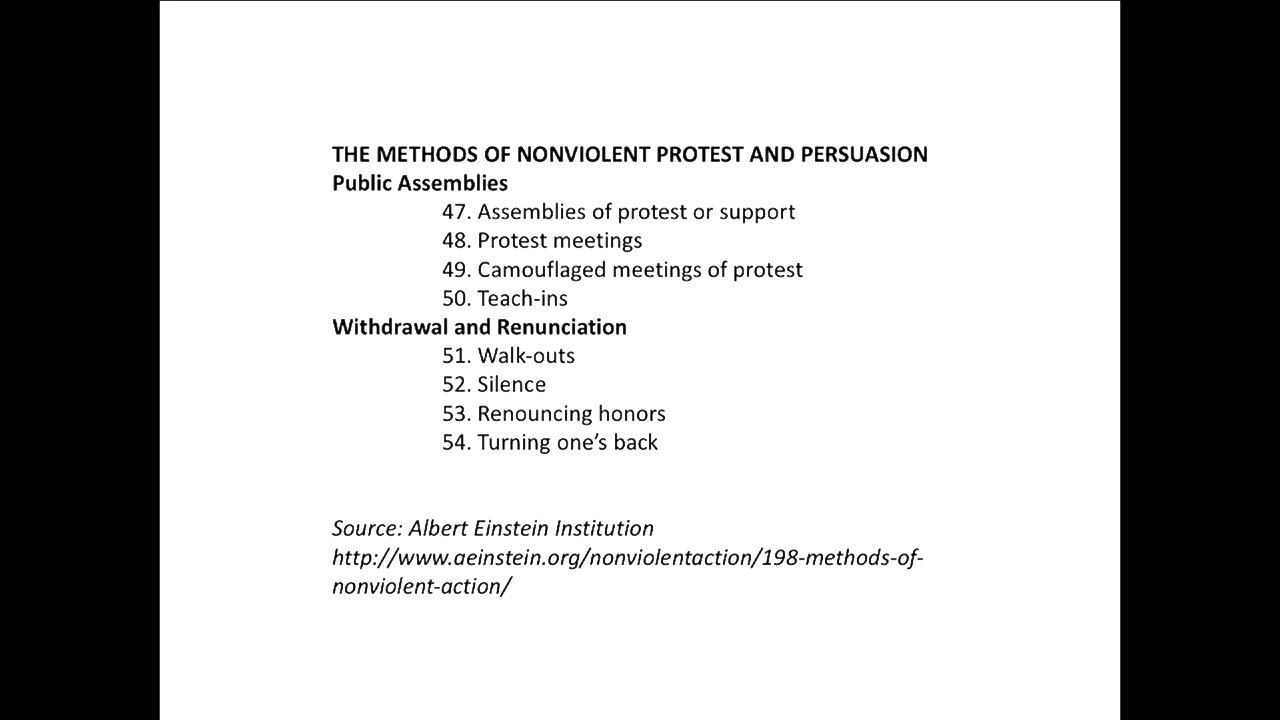 THE METHODS OF NONVIOLENT PROTEST AND PERSUASION
Public Assemblies
47. Assemblies of protest or support
48. Protest meetings
49. Camouflaged meetings of protest
50. Teach-ins
Withdrawal and Renunciation
51. Walk-outs
52. Silence
53. Renouncing honors
54. Turning one’s back
Source: Albert Einstein Institution
http://www.aeinstein.org/nonviolentaction/198-methods-of-
nonviolent-action/